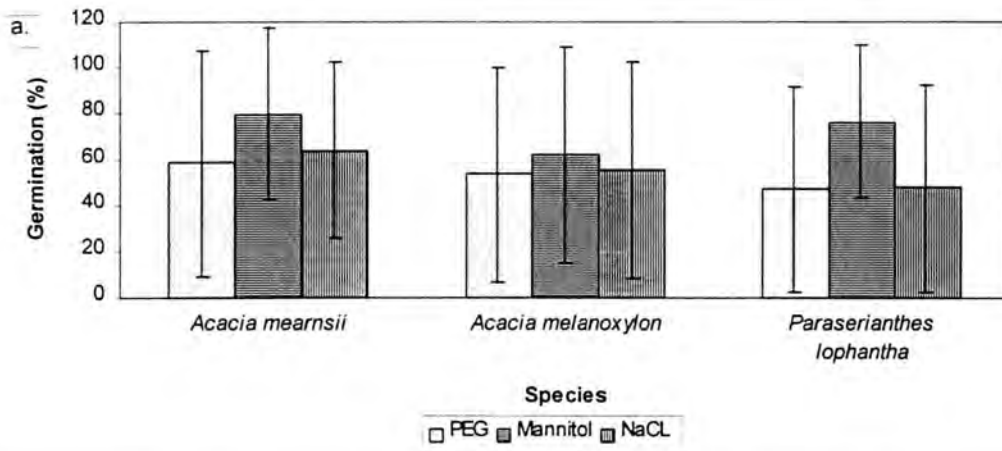 a.
Germination (%)
120
100
80
60
40
20
0
Acacia mearnsii
Acacia melanoxylon
Paraserianthes
lophantha
Species
PEG Mannitol NaCL